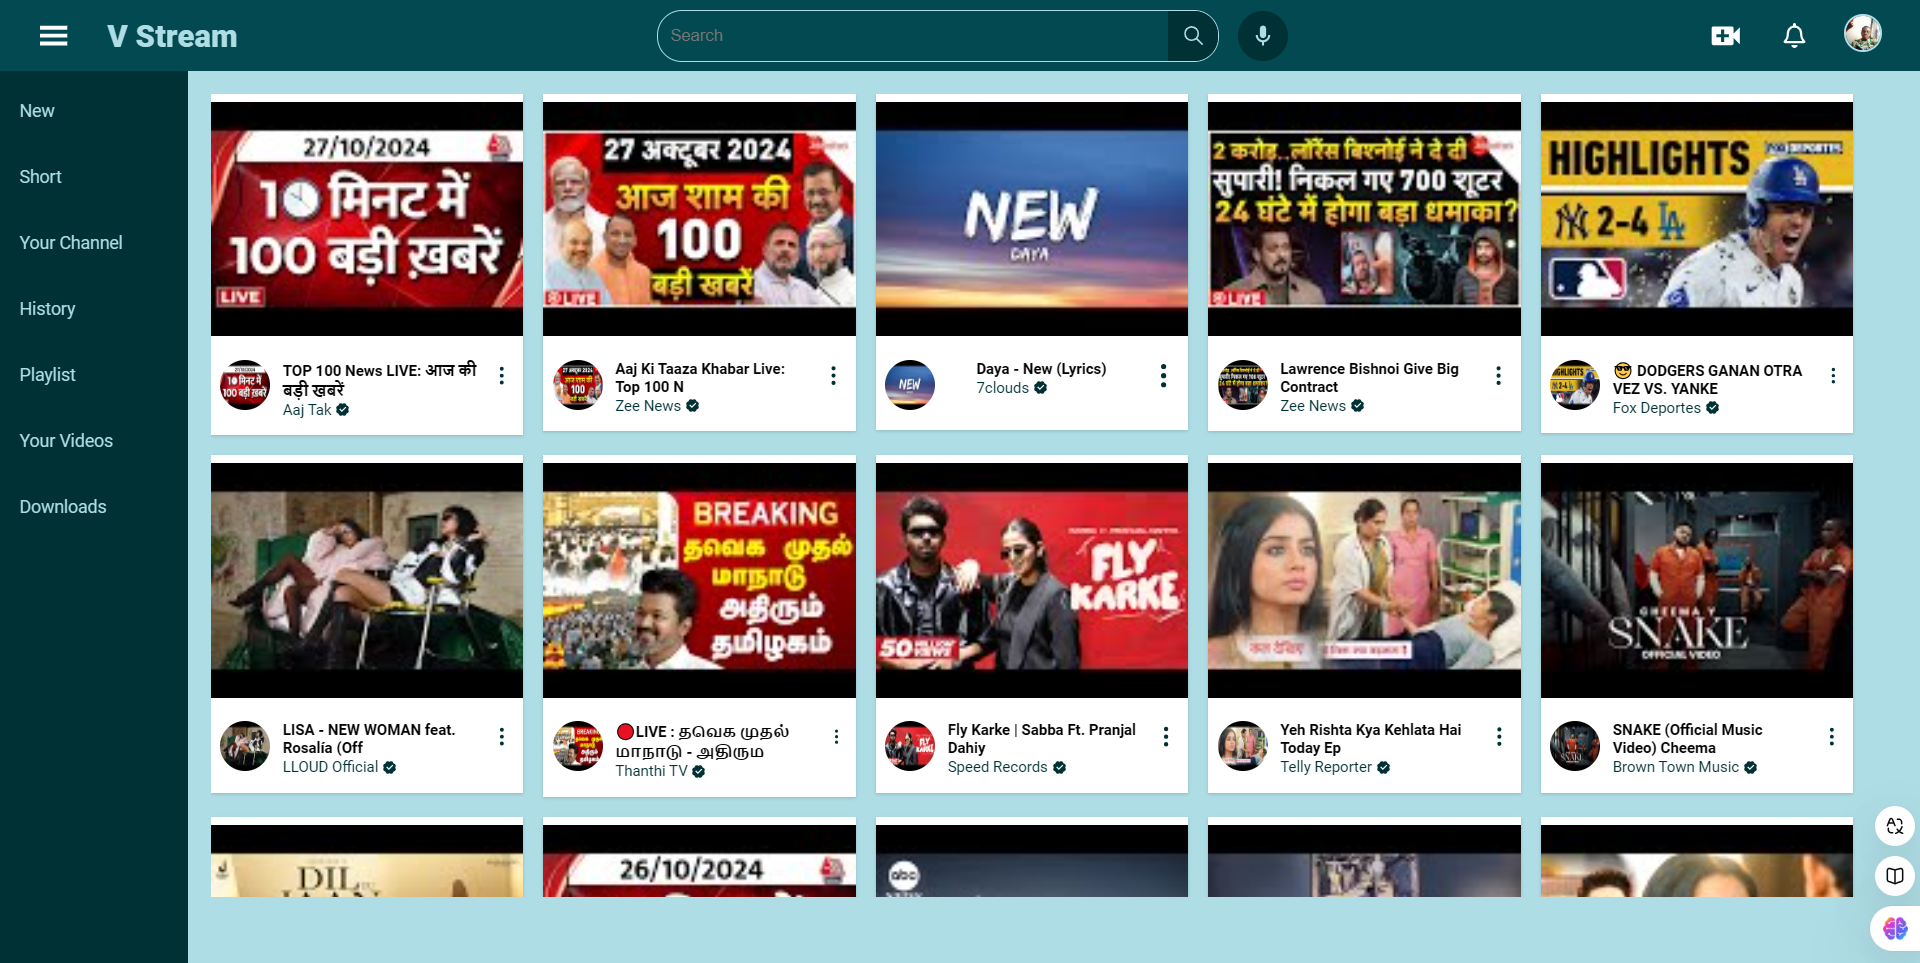 V Stream
Search
New
Short
Your Channel
History
Playlist
Your Videos
Downloads
27/10/2024
10 मिनट में
100 बड़ी ख़बरें
LIVE
TOP 100 News LIVE: आज की
बड़ी खबरें
Aaj Tak
27 अक्टूबर 2024
आज शाम की
100
बड़ी खबरें
LIVE
Aaj Ki Taaza Khabar Live:
Top 100 N
Zee News
NEW
DAYA
Daya - New (Lyrics)
7clouds
2 करोड़..लॉरेंस बिश्नोई ने दे दी
सुपारी! निकल गए 700 शूटर
24 घंटे में होगा बड़ा धमाका?
LIVE
Lawrence Bishnoi Give Big
Contract
Zee News
HIGHLIGHTS
DEPORTES
NY 2-4 LA
😎 DODGERS GANAN OTRA
VEZ VS. YANKE
Fox Deportes
LISA - NEW WOMAN feat.
Rosalía (Off
LLOUD Official
BREAKING
தவெக முதல்
மாநாடு
அதிரும்
தமிழகம்
🔴LIVE : தவெக முதல்
மாநாடு - அதிரும
Thanthi TV
FLY
KARKE
50 MILLION
VIEWS
Fly Karke | Sabba Ft. Pranjal
Dahiy
Speed Records
कल देखिए
Yeh Rishta Kya Kehlata Hai
Today Ep
Telly Reporter
CHEEMA Y
SNAKE
OFFICIAL VIDEO
SNAKE (Official Music
Video) Cheema
Brown Town Music
DIL
26/10/2024
abc